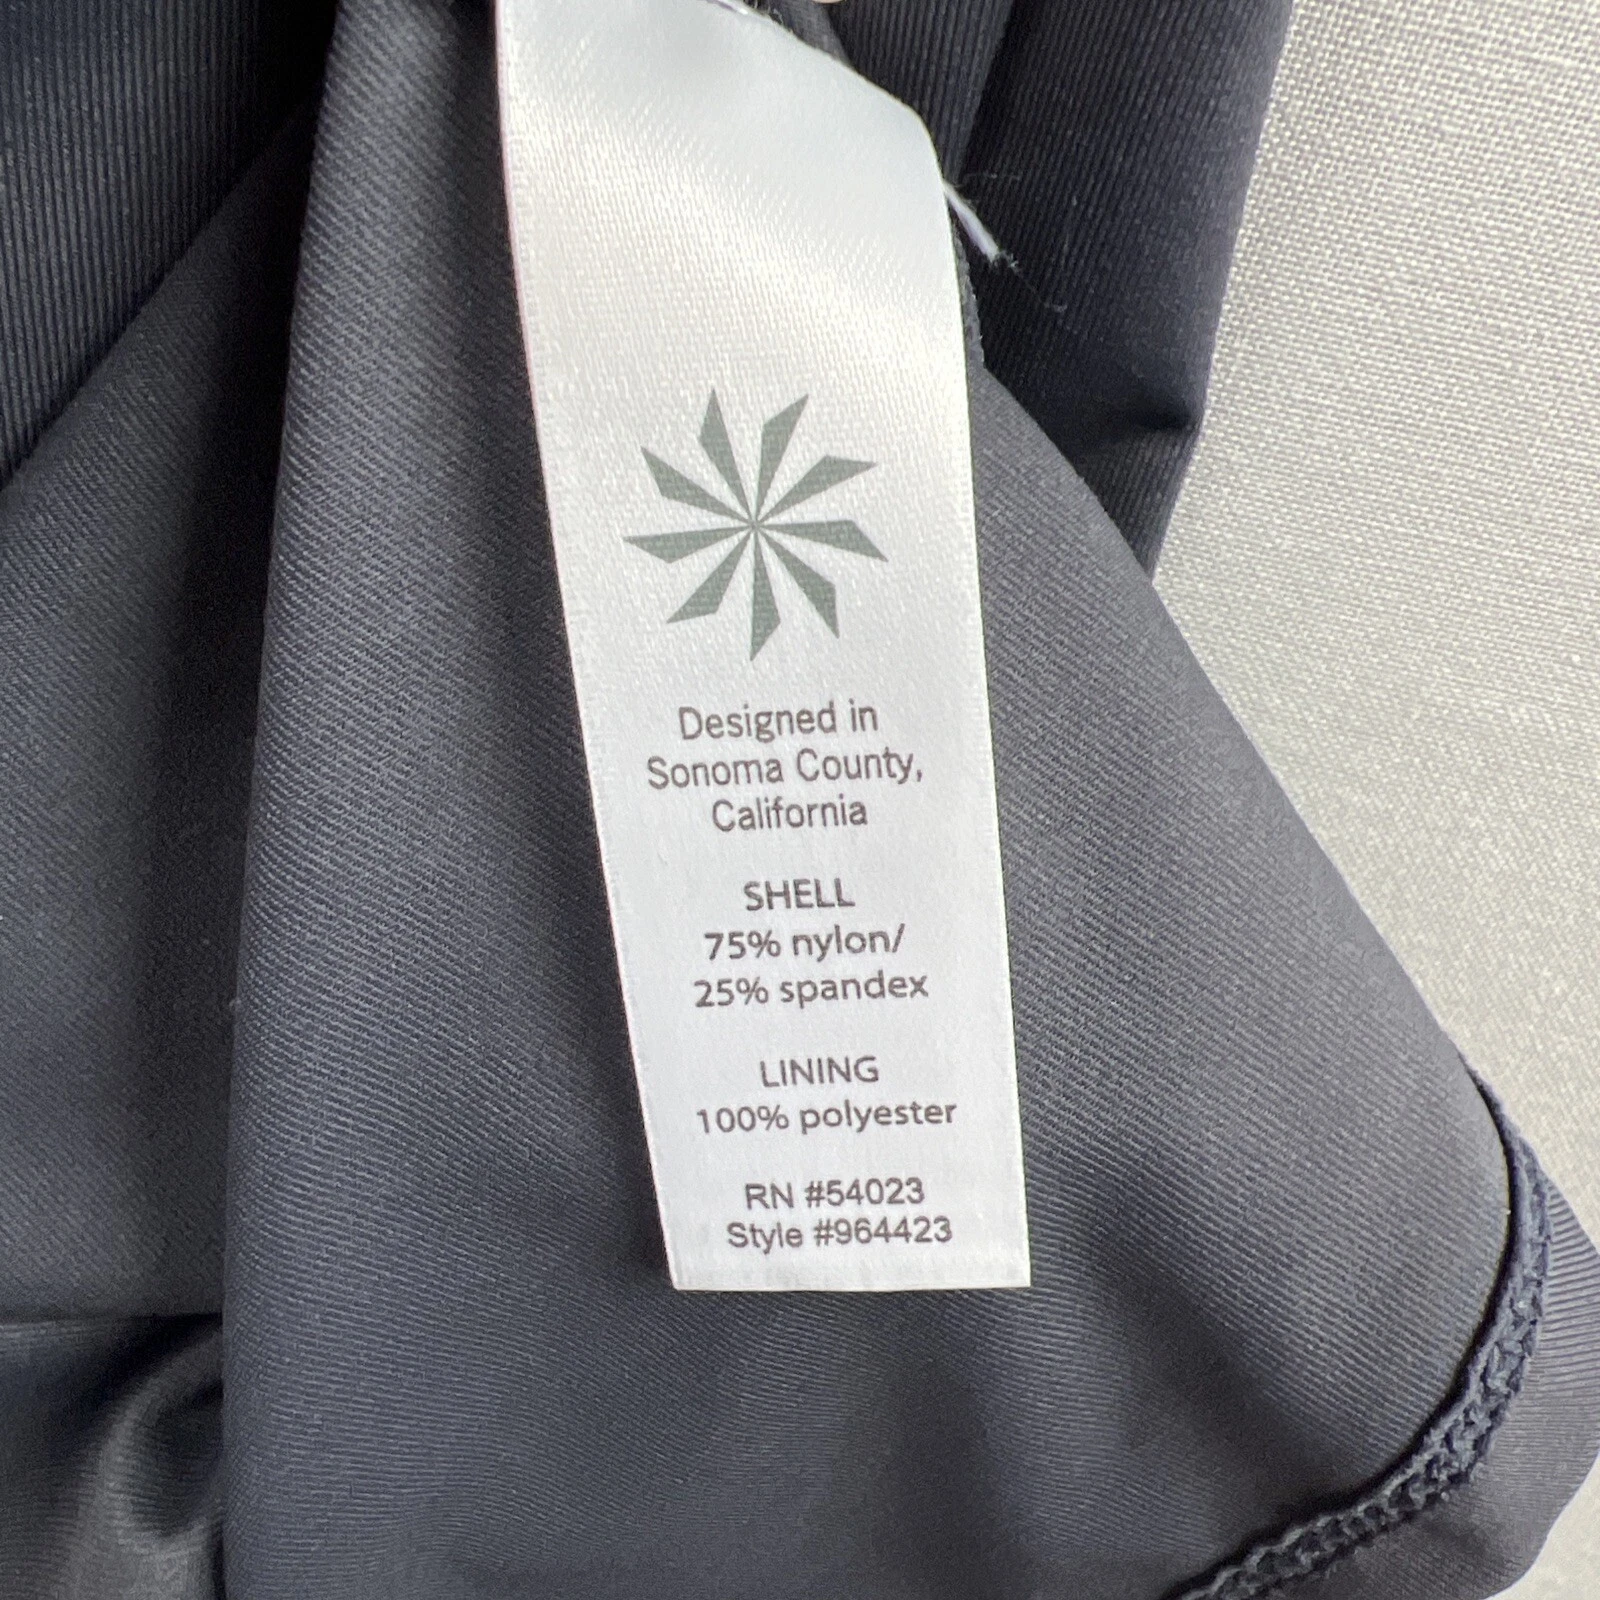 Designed in
Sonoma County,
California
SHELL
75% nylon/
25% spandex
LINING
100% polyester
RN #54023
Style #964423